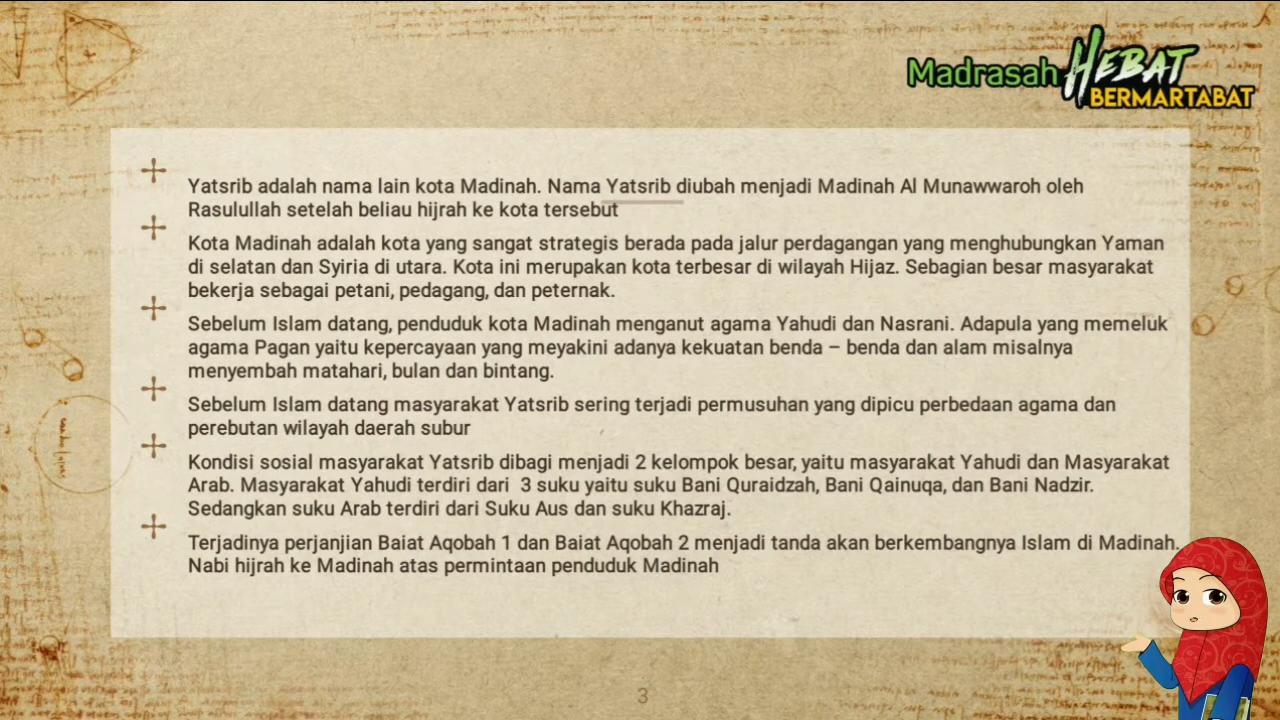 Madrasah HEBAT
BERMARTABAT
Yatsrib adalah nama lain kota Madinah. Nama Yatsrib diubah menjadi Madinah Al Munawwaroh oleh
Rasulullah setelah beliau hijrah ke kota tersebut
Kota Madinah adalah kota yang sangat strategis berada pada jalur perdagangan yang menghubungkan Yaman
di selatan dan Syiria di utara. Kota ini merupakan kota terbesar di wilayah Hijaz. Sebagian besar masyarakat
bekerja sebagai petani, pedagang, dan peternak.
Sebelum Islam datang, penduduk kota Madinah menganut agama Yahudi dan Nasrani. Adapula yang memeluk
agama Pagan yaitu kepercayaan yang meyakini adanya kekuatan benda – benda dan alam misalnya
menyembah matahari, bulan dan bintang.
Sebelum Islam datang masyarakat Yatsrib sering terjadi permusuhan yang dipicu perbedaan agama dan
perebutan wilayah daerah subur
Kondisi sosial masyarakat Yatsrib dibagi menjadi 2 kelompok besar, yaitu masyarakat Yahudi dan Masyarakat
Arab. Masyarakat Yahudi terdiri dari 3 suku yaitu suku Bani Quraidzah, Bani Qainuqa, dan Bani Nadzir.
Sedangkan suku Arab terdiri dari Suku Aus dan suku Khazraj.
Terjadinya perjanjian Baiat Aqobah 1 dan Baiat Aqobah 2 menjadi tanda akan berkembangnya Islam di Madinah.
Nabi hijrah ke Madinah atas permintaan penduduk Madinah
3